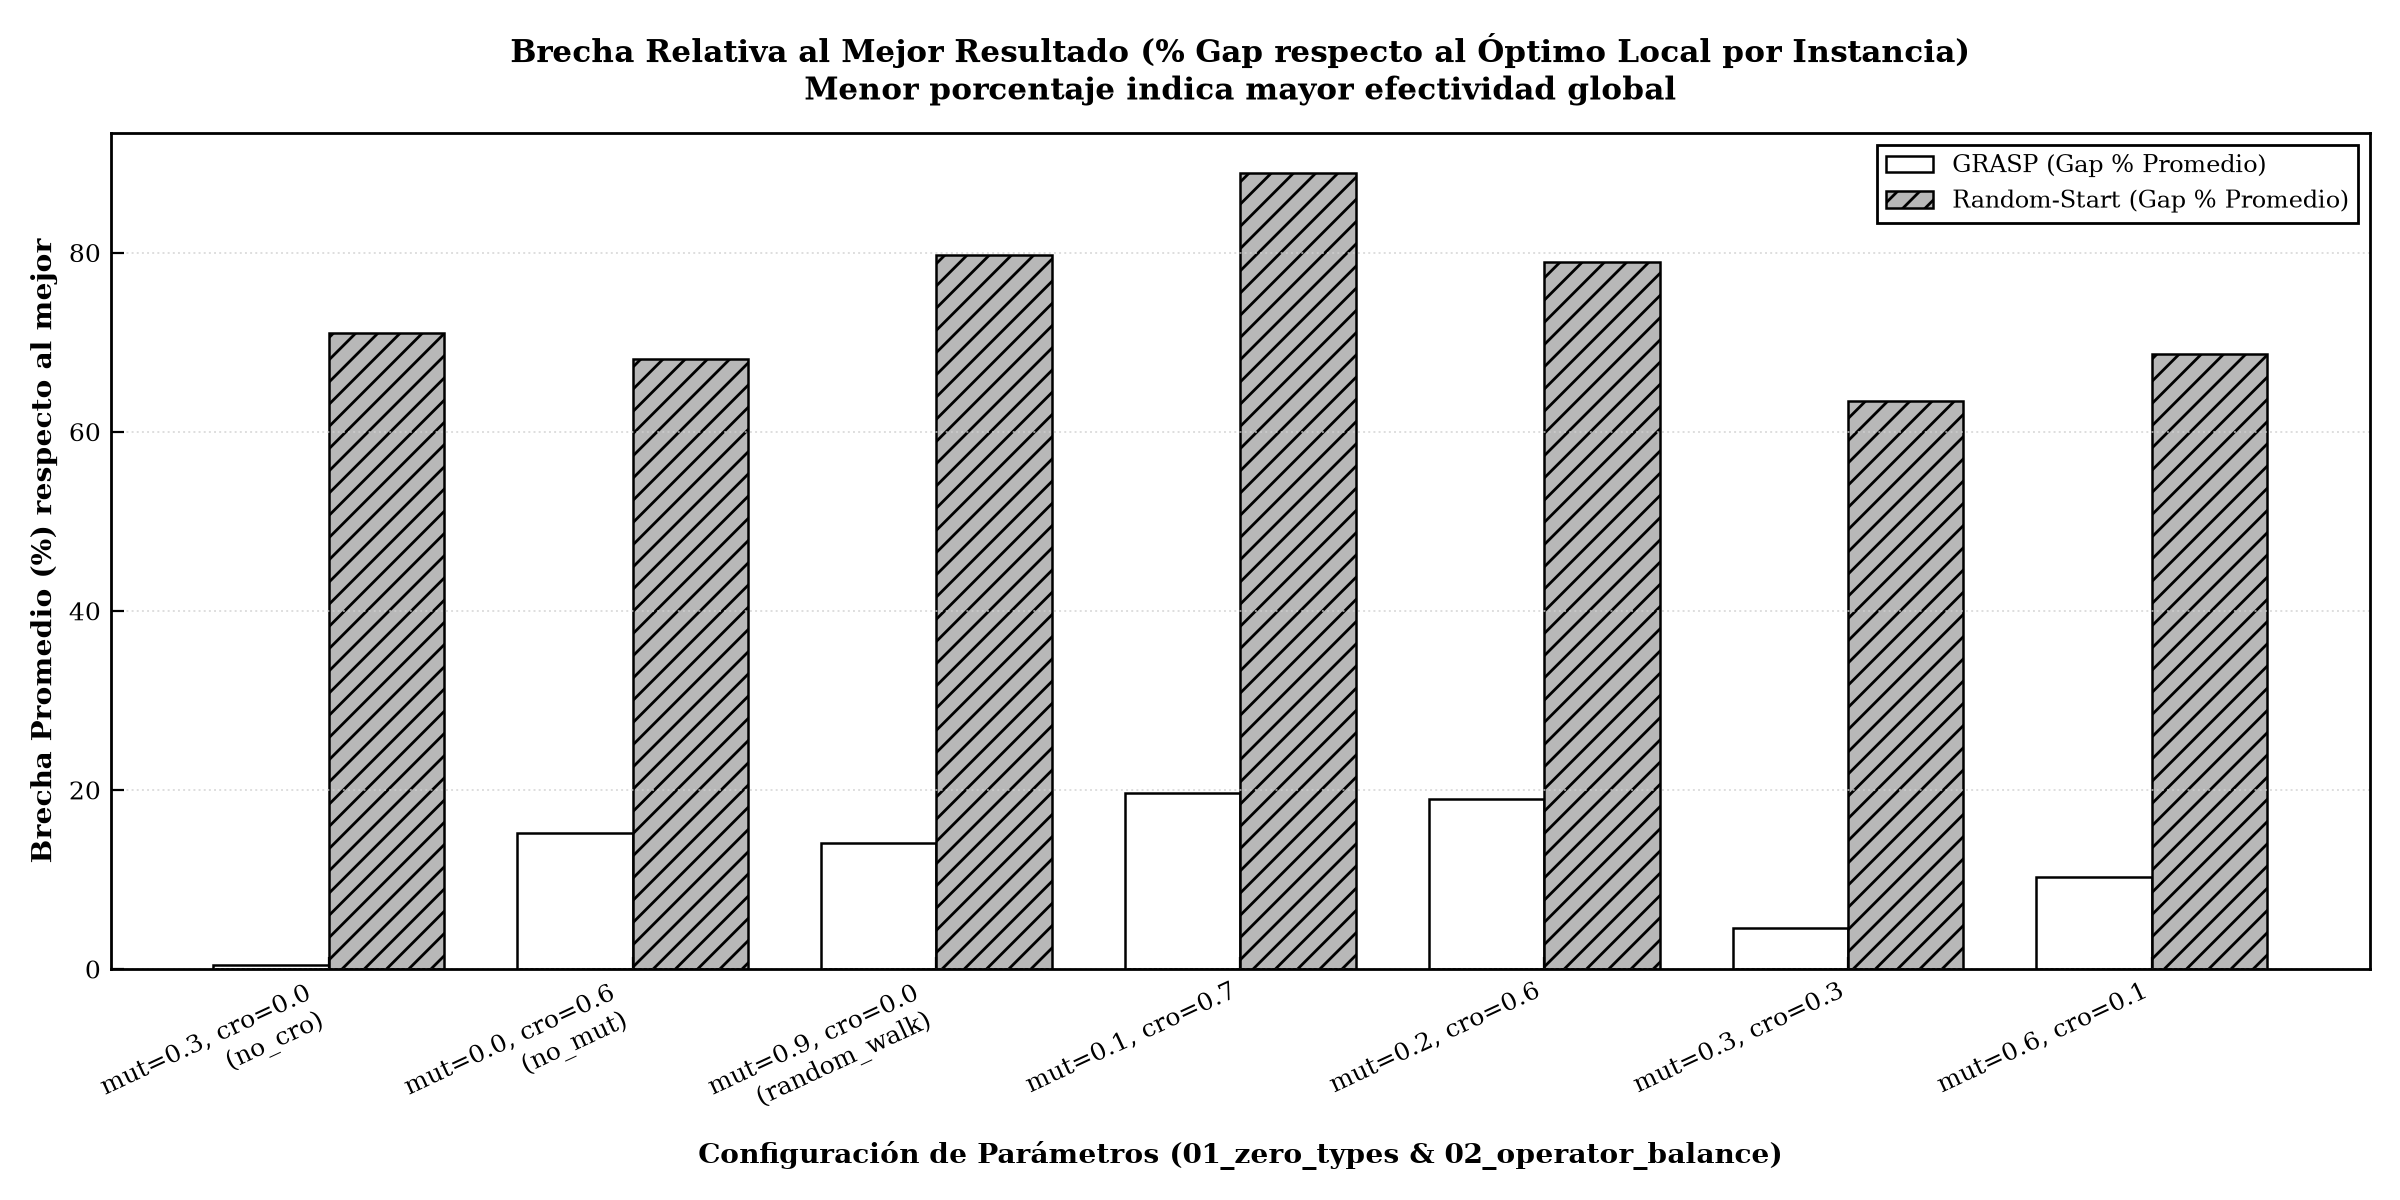 Brecha Relativa al Mejor Resultado (% Gap respecto al Óptimo Local por Instancia)
Menor porcentaje indica mayor efectividad global
GRASP (Gap % Promedio)
Random-Start (Gap % Promedio)
Brecha Promedio (%) respecto al mejor
80
60
40
20
0
mut=0.3, cro=0.0
(no_cro)
mut=0.0, cro=0.6
(no_mut)
mut=0.9, cro=0.0
(random_walk)
mut=0.1, cro=0.7
mut=0.2, cro=0.6
mut=0.3, cro=0.3
mut=0.6, cro=0.1
Configuración de Parámetros (01_zero_types & 02_operator_balance)